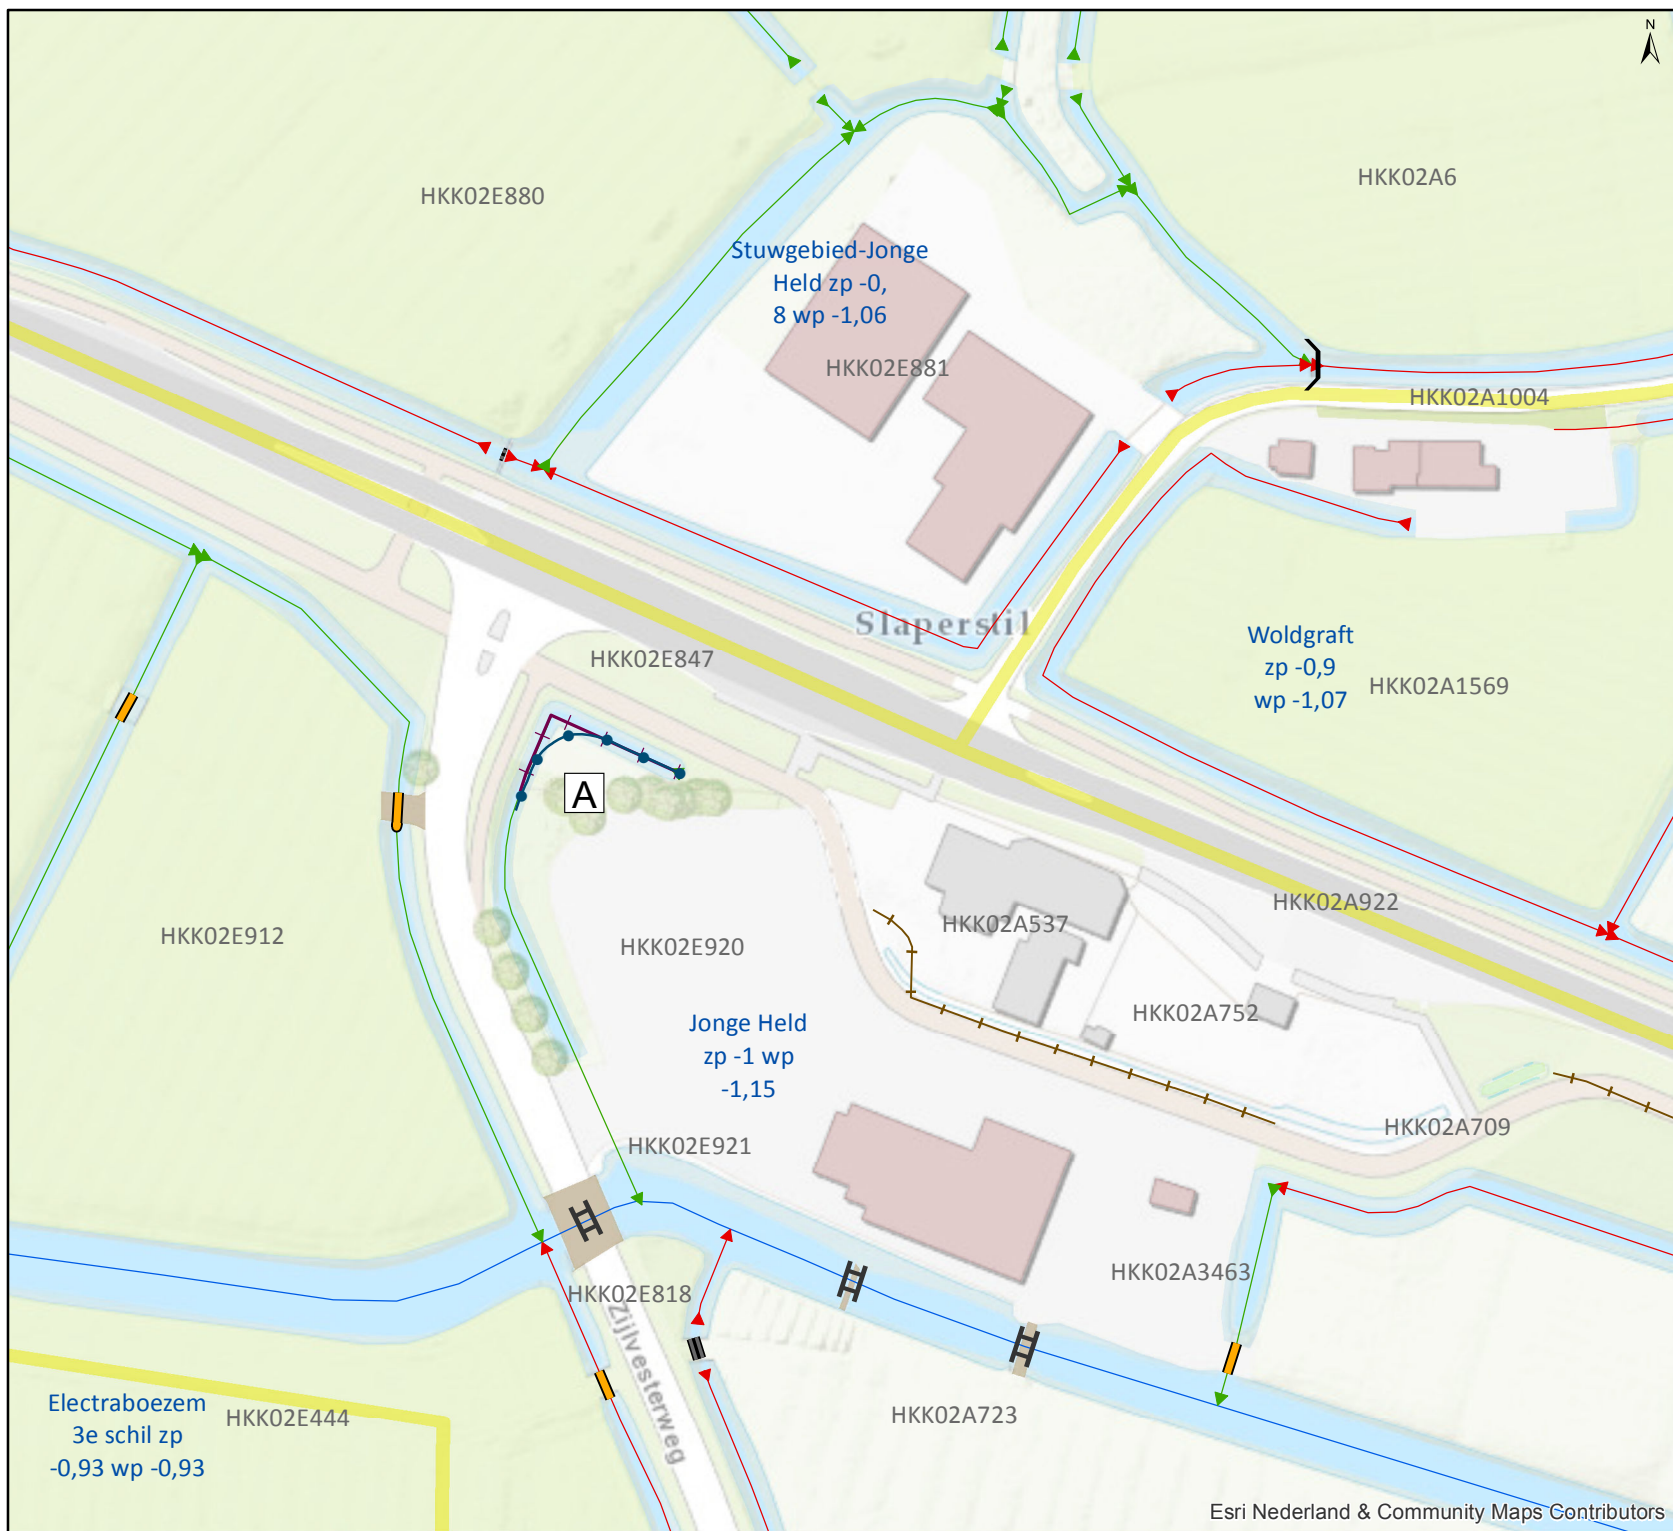 N
HKK02A6
HKK02E880
Stuwgebied-Jonge
Held zp -0,
8 wp -1,06
HKK02E881
HKK02A1004
Slaperstil
Woldgraft
zp -0,9
wp -1,07
HKK02A1569
HKK02E847
A
HKK02A922
HKK02A537
HKK02E912
HKK02E920
HKK02A752
Jonge Held
zp -1 wp
-1,15
HKK02A709
HKK02E921
HKK02A3463
HKK02E818
Zijlvesterweg
Electraboezem
3e schil zp
-0,93 wp -0,93
HKK02E444
HKK02A723
Esri Nederland & Community Maps Contributors